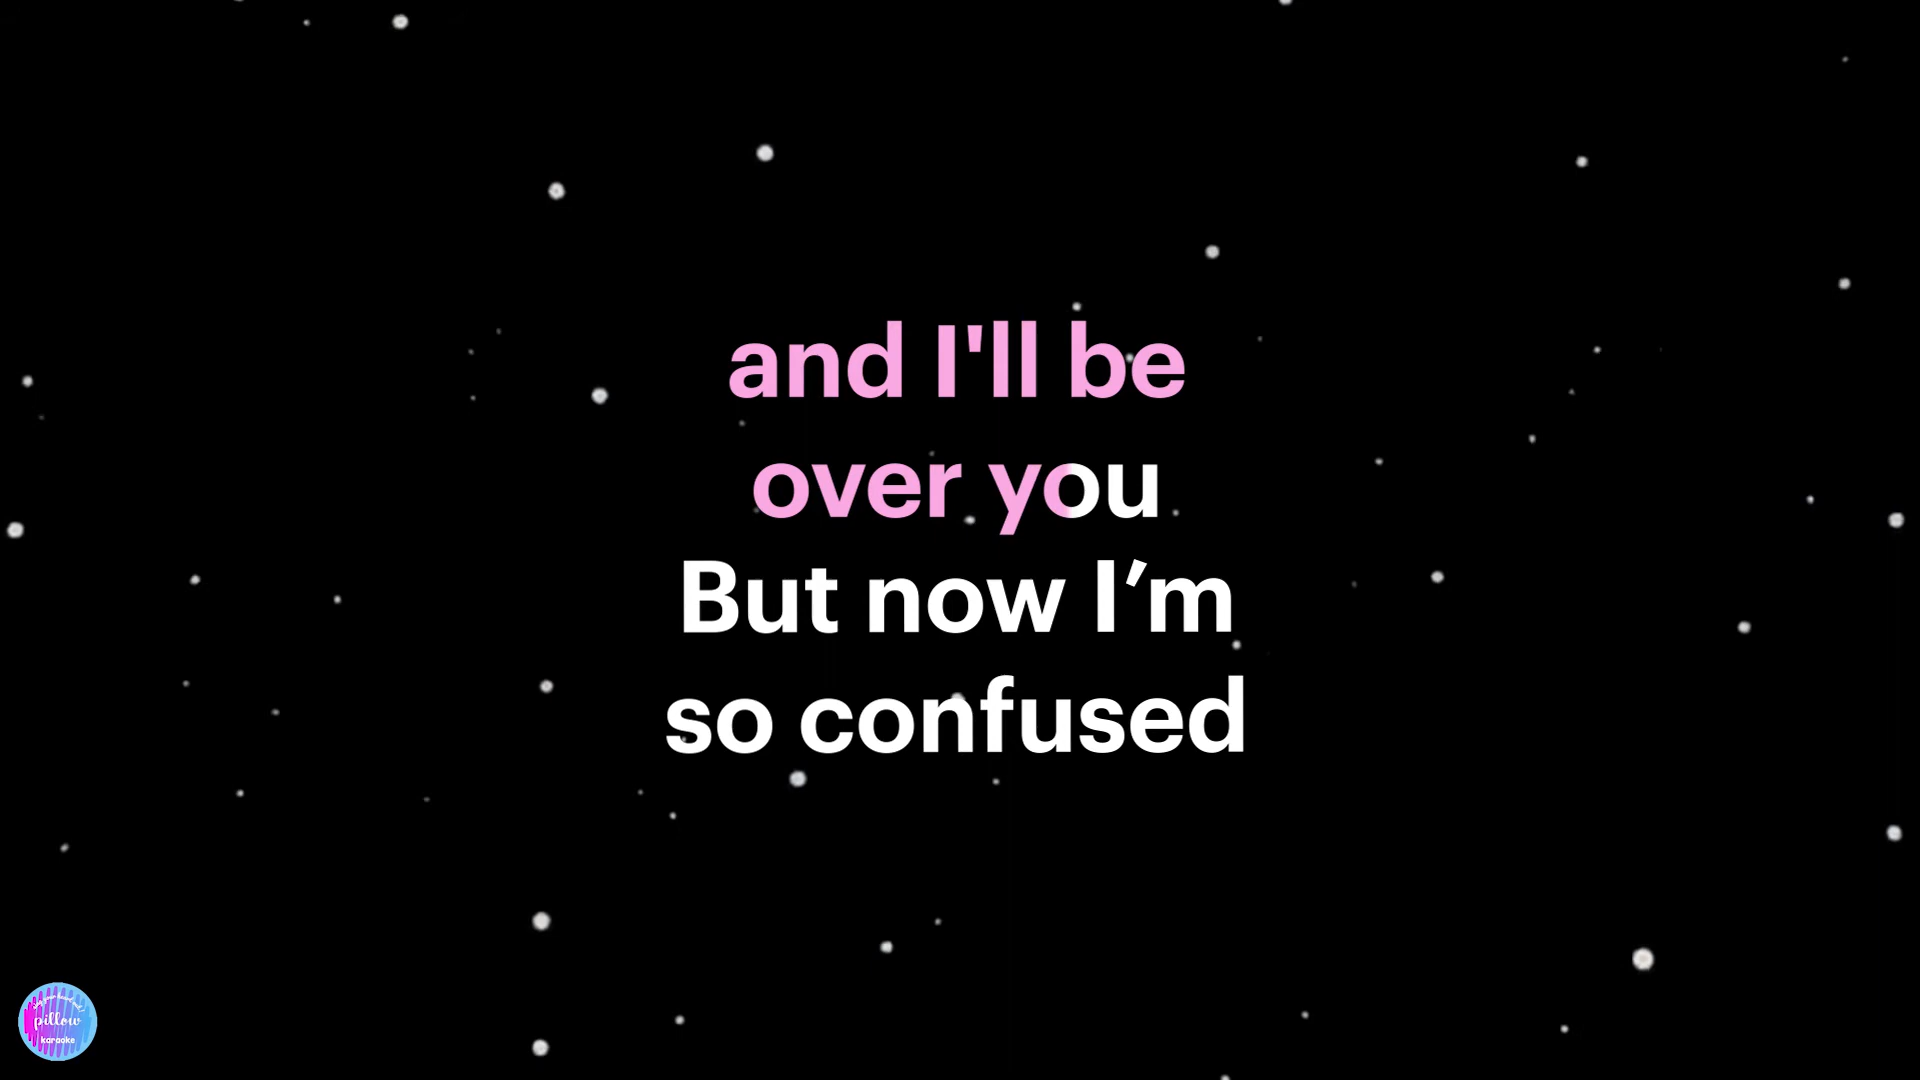 and I'll be
over you
But now I’m
so confused
pillow
karaoke